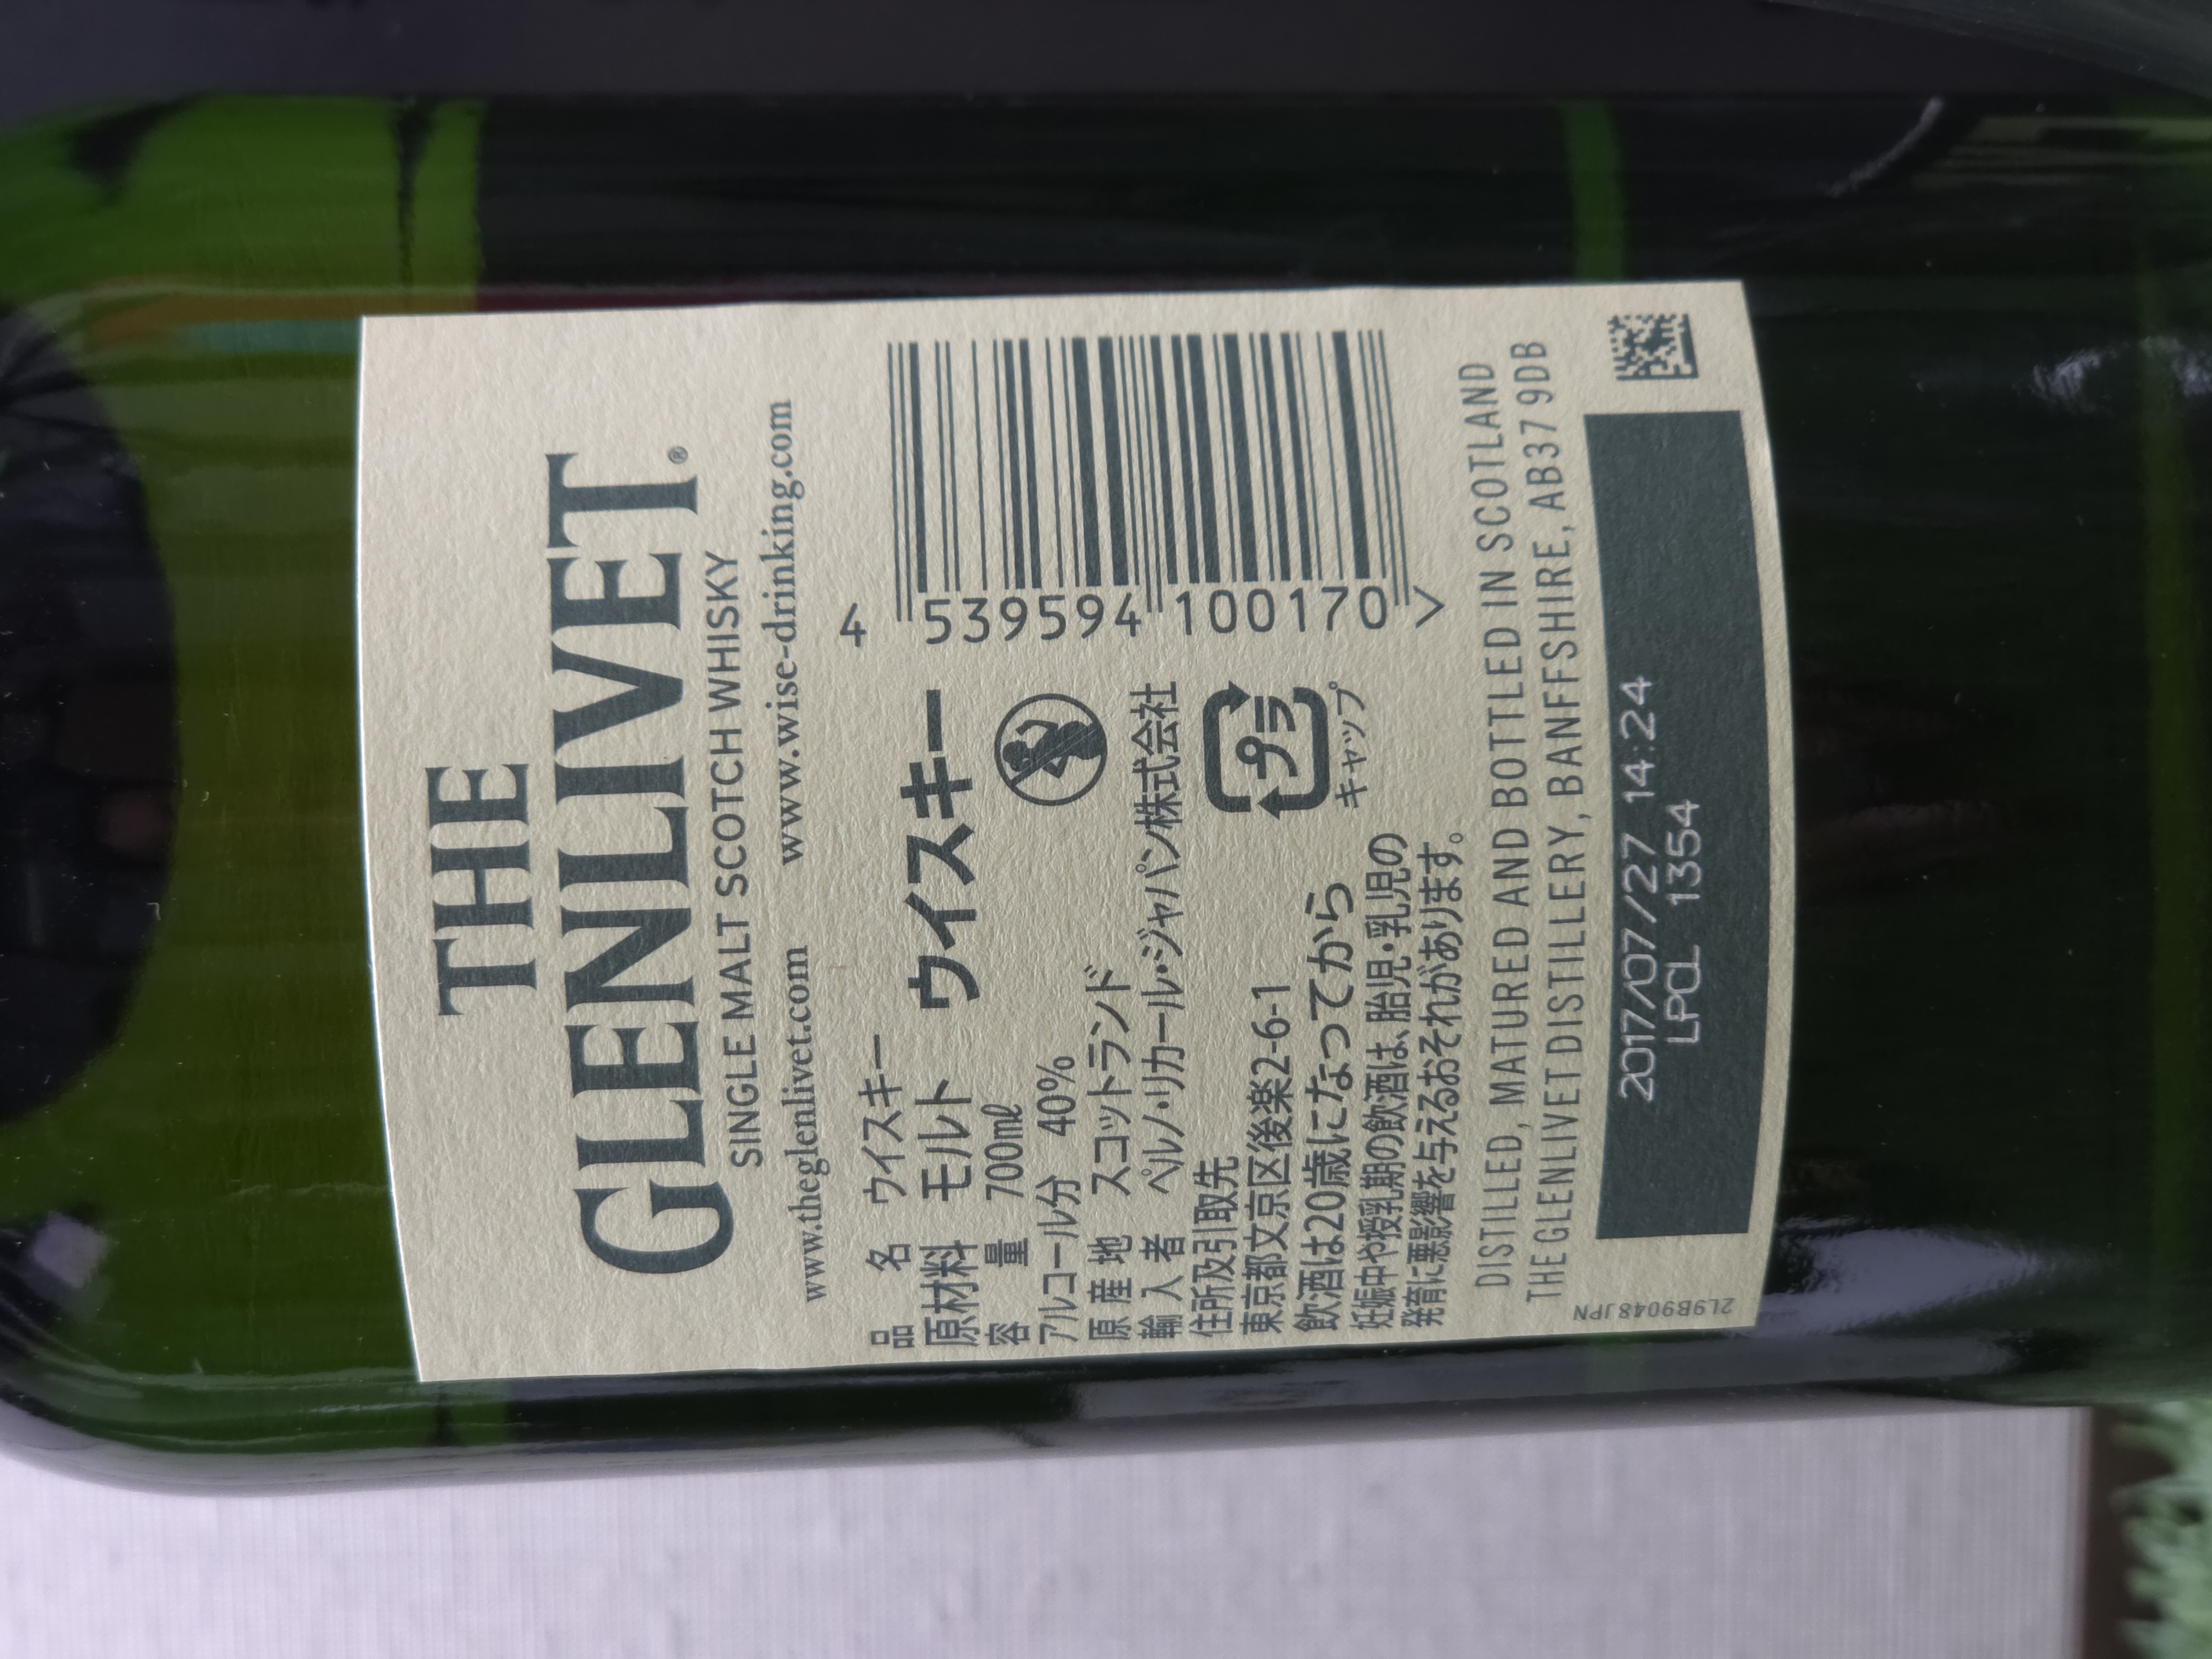 THE
GLENLIVET®
SINGLE MALT SCOTCH WHISKY
www.theglenlivet.com www.wise-drinking.com
品名 ウイスキー
原材料 モルト
容量 700㎖
アルコール分 40%
原産地 スコットランド
輸入者 ペルノ・リカール・ジャパン株式会社
住所及引取先
東京都文京区後楽2-6-1
飲酒は20歳になってから
妊娠中や授乳期の飲酒は、胎児・乳児の
発育に悪影響を与えるおそれがあります。
ウイスキー
プラ
キャップ
4 539594 100170 >
DISTILLED, MATURED AND BOTTLED IN SCOTLAND
THE GLENLIVET DISTILLERY, BANFFSHIRE, AB37 9DB
2017/07/27 14:24
LPCL 1354
2L9B9048JPN